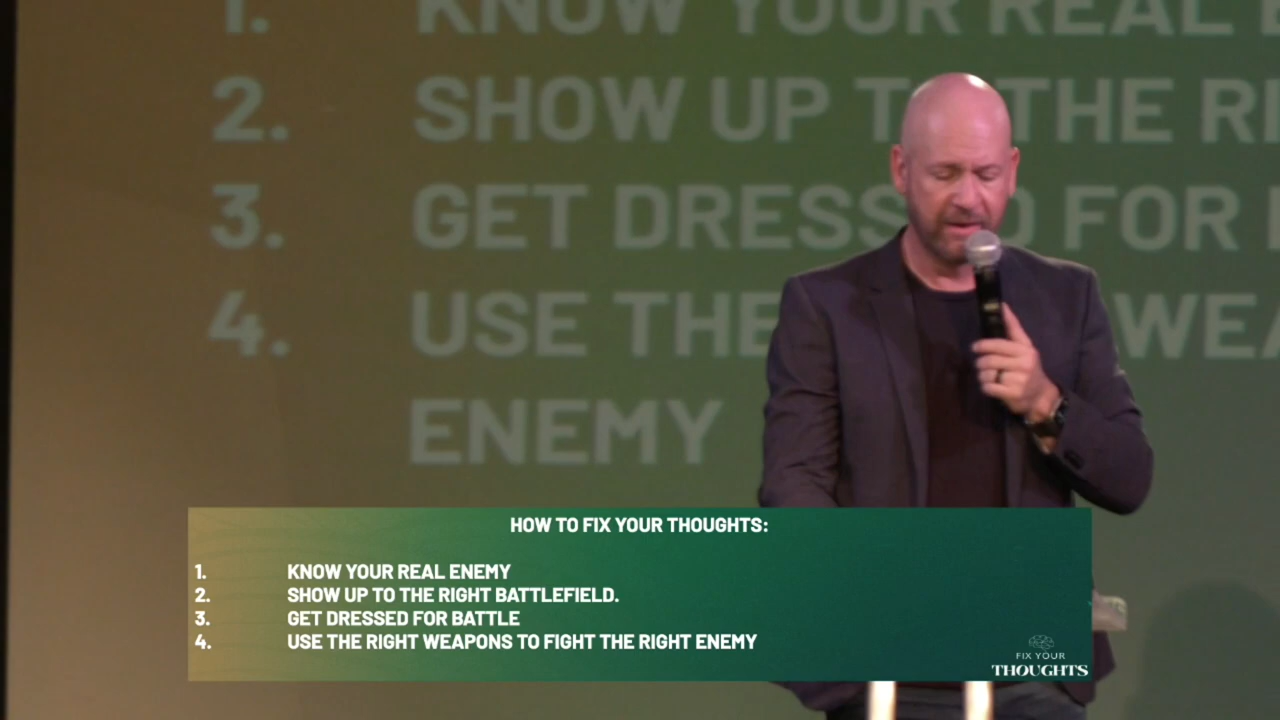 1. KNOW YOUR REAL
2. SHOW UP T THE
3. GET DRESS FOR
4. USE THE WEA
ENEMY
HOW TO FIX YOUR THOUGHTS:
1. KNOW YOUR REAL ENEMY
2. SHOW UP TO THE RIGHT BATTLEFIELD.
3. GET DRESSED FOR BATTLE
4. USE THE RIGHT WEAPONS TO FIGHT THE RIGHT ENEMY
FIX YOUR
THOUGHTS